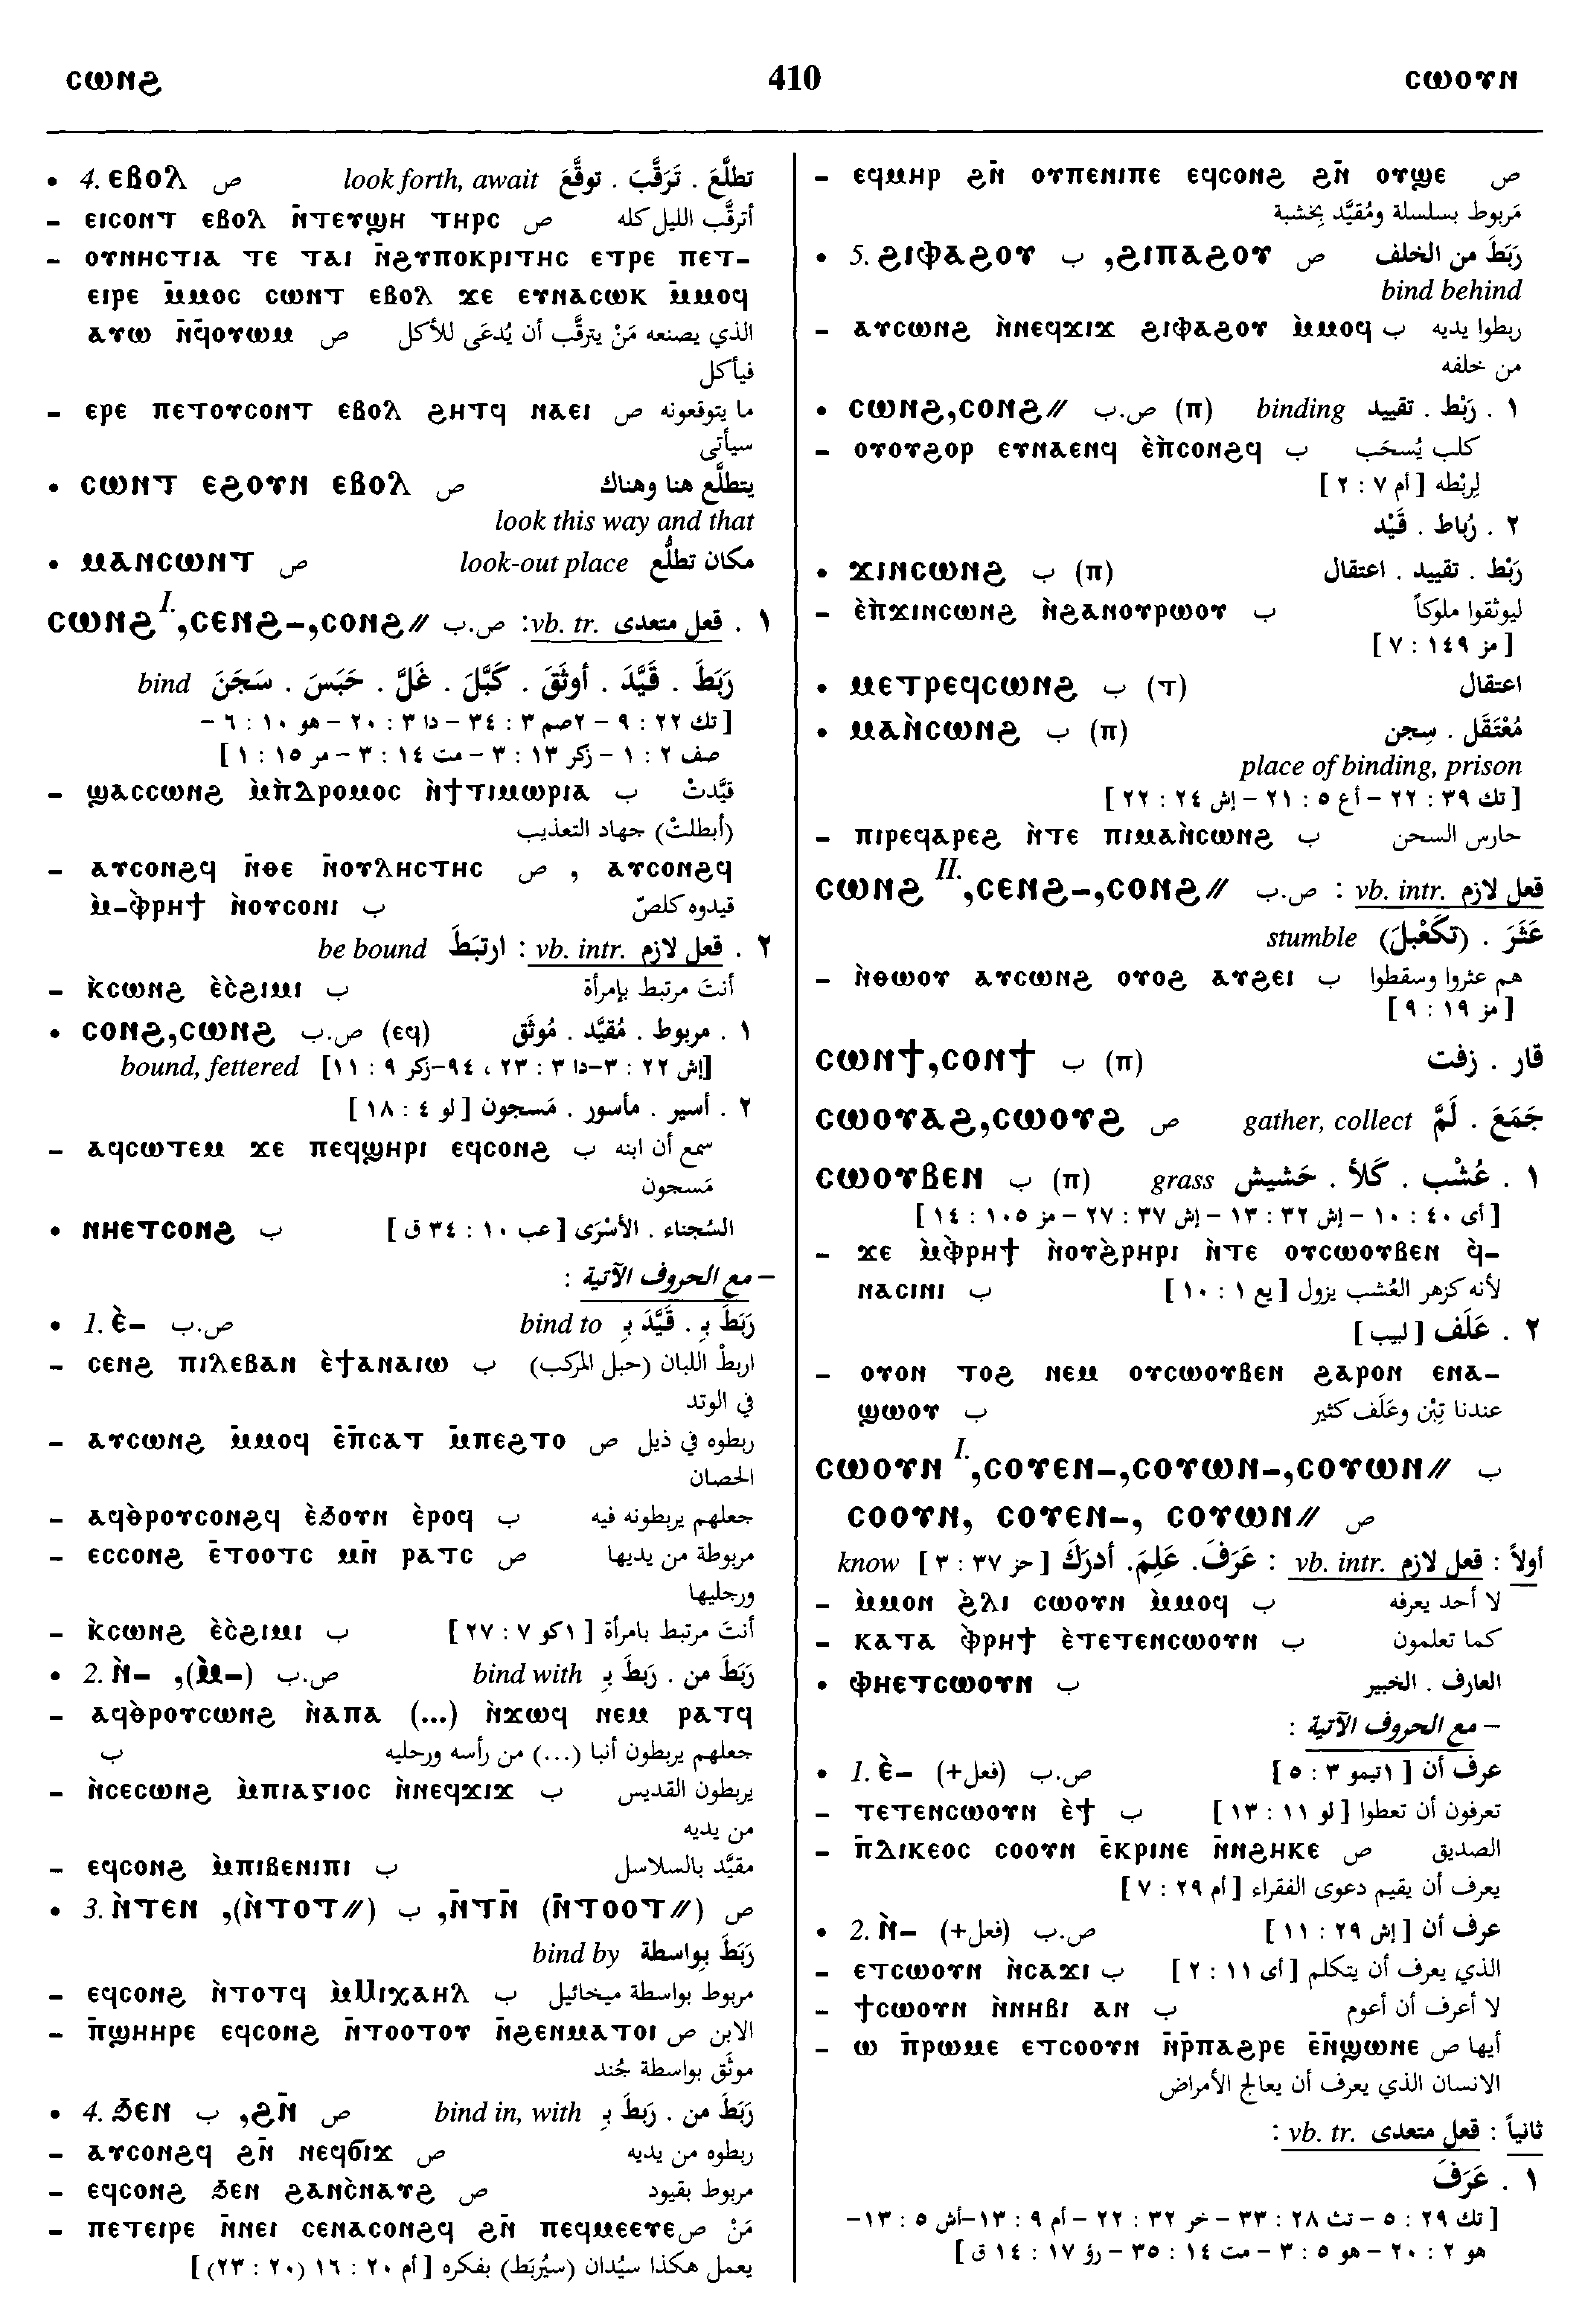 ⲥⲱⲛϩ 410 ⲥⲱⲟⲩⲛ
• 4. ⲉⲃⲟⲗ ص look forth, await تطلَّعَ . تَرَقَّبَ . توقَّعَ
– ⲉⲓⲥⲟⲛⲧ ⲉⲃⲟⲗ ⲛ̄ⲧⲉⲩϣⲏ ⲧⲏⲣⲥ ص أترقَّب الليل كله
– ⲟⲩⲛⲏⲥⲧⲓⲁ ⲧⲉ ⲧⲁⲓ ⲛ̄ϩⲩⲡⲟⲕⲣⲓⲧⲏⲥ ⲉⲧⲣⲉ ⲡⲉⲧ-
ⲉⲓⲣⲉ ⲙ̄ⲙⲟⲥ ⲥⲱⲛⲧ ⲉⲃⲟⲗ ϫⲉ ⲉⲩⲛⲁⲥⲱⲕ ⲙ̄ⲙⲟϥ
ⲁⲩⲱ ⲛ̄ϥⲟⲩⲱⲙ ص الذي يصنعه مَنْ يترقَّب أن يُدعَى للأكل
فيأكل
– ⲉⲣⲉ ⲡⲉⲧⲟⲩⲥⲟⲛⲧ ⲉⲃⲟⲗ ϩⲏⲧϥ ⲛⲁⲉⲓ ص ما يتوقعونه
سيأتى
• ⲥⲱⲛⲧ ⲉϩⲟⲩⲛ ⲉⲃⲟⲗ ص يتطلَّع هنا وهناك
look this way and that
• ⲙⲁⲛⲥⲱⲛⲧ ص look-out place مكان تطلُّع
ⲥⲱⲛϩ I. ,ⲥⲉⲛϩ-,ⲥⲟⲛϩ// ص.ب :vb. tr. فعل متعدى . ١
bind رَبَطَ . قَيَّدَ . أوثَقَ . كَبَّلَ . غَلَّ . حَبَسَ . سَجَنَ
[ تك ٢٢ : ٩ – ٢صم ٣ : ٣٤ – دا ٣ : ٢٠ – هو ١٠ : ٦ –
صف ٢ : ١ – زكر ١٣ : ٣ – مت ١٤ : ٣ – مر ١٥ : ١ ]
– ϣⲁⲥⲥⲱⲛϩ ⲙ̀ⲡ̀ⲇⲣⲟⲙⲟⲥ ⲛ̀ϯⲧⲓⲙⲱⲣⲓⲁ ب قيَّدتْ
(أبطلتْ) جهاد التعذيب
– ⲁⲩⲥⲟⲛϩϥ ⲛ̄ⲑⲉ ⲛ̄ⲟⲩⲗⲏⲥⲧⲏⲥ ص , ⲁⲩⲥⲟⲛϩϥ
ⲙ̀-ⲫ̀ⲣⲏϯ ⲛ̀ⲟⲩⲥⲟⲛⲓ ب قيدوه كلصّ
be bound ارتبَطَ : vb. intr. فعل لازم . ٢
– ⲕ̀ⲥⲱⲛϩ ⲉ̀ⲥ̀ϩⲓⲙⲓ ب أنتَ مرتبط بإمرأة
• ⲥⲟⲛϩ,ⲥⲱⲛϩ ص.ب (ⲉϥ) ١ . مربوط . مُقيَّد . مُوثَق
bound, fettered [إش ٢٢ : ٣–دا ٣ : ٢٣ ، ٩٤–زكر ٩ : ١١]
٢ . أسير . مأسور . مَسجون [ لو ٤ : ١٨ ]
– ⲁϥⲥⲱⲧⲉⲙ ϫⲉ ⲡⲉϥϣⲏⲣⲓ ⲉϥⲥⲟⲛϩ ب سمع أن ابنه
مَسجون
• ⲛⲏⲉⲧⲥⲟⲛϩ ب السُجناء . الأسْرَى [ عب ١٠ : ٣٤ ق ]
– مع الحروف الآتية :
• 1. ⲉ̀– ص.ب bind to رَبَطَ بِـ . قَيَّدَ بِـ
– ⲥⲉⲛϩ ⲡⲓⲗⲉⲃⲁⲛ ⲉ̀ϯⲁⲛⲁⲓⲱ ب اربطْ اللبان (حبل المركب)
في الوتد
– ⲁⲩⲥⲱⲛϩ ⲙ̄ⲙⲟϥ ⲉ̄ⲡ̄ⲥⲁⲧ ⲙ̄ⲡⲉϩⲧⲟ ص ربطوه في ذيل
الحصان
– ⲁϥⲑ̀ⲣⲟⲩⲥⲟⲛϩϥ ⲉ̀ϧⲟⲩⲛ ⲉ̀ⲣⲟϥ ب جعلهم يربطونه فيه
– ⲉⲥⲥⲟⲛϩ ⲉ̄ⲧⲟⲟⲧⲥ ⲙⲛ̄ ⲣⲁⲧⲥ ص مربوطة من يديها
ورجليها
– ⲕ̀ⲥⲱⲛϩ ⲉ̀ⲥ̀ϩⲓⲙⲓ ب أنتَ مرتبط بامرأة [ ١كو ٧ : ٢٧ ]
• 2. ⲛ̀– ,(ⲙ̀–) ص.ب bind with رَبَطَ من . رَبَطَ بِـ
– ⲁϥⲑ̀ⲣⲟⲩⲥⲱⲛϩ ⲛ̀ⲁⲡⲁ (...) ⲛ̀ϫⲱϥ ⲛⲉⲙ ⲣⲁⲧϥ
ب جعلهم يربطون أنبا (...) من رأسه ورجليه
– ⲛ̀ⲥⲉⲥⲱⲛϩ ⲙ̀ⲡⲓⲁⲅⲓⲟⲥ ⲛ̀ⲛⲉϥϫⲓϫ ب يربطون القديس
من يديه
– ⲉϥⲥⲟⲛϩ ⲙ̀ⲡⲓⲃⲉⲛⲓⲡⲓ ب مقيَّد بالسلاسل
• 3. ⲛ̀ⲧⲉⲛ ,(ⲛ̀ⲧⲟⲧ//) ب ,ⲛ̄ⲧⲛ̄ (ⲛ̄ⲧⲟⲟⲧ//) ص
bind by رَبَطَ بِواسطة
– ⲉϥⲥⲟⲛϩ ⲛ̀ⲧⲟⲧϥ ⲙ̀Ⲙⲓⲭⲁⲏⲗ ب مربوط بواسطة ميخائيل
– ⲡ̄ϣⲏⲏⲣⲉ ⲉϥⲥⲟⲛϩ ⲛ̄ⲧⲟⲟⲧⲟⲩ ⲛ̄ϩⲉⲛⲙⲁⲧⲟⲓ ص الابن
موثَق بواسطة جُند
• 4. ϧⲉⲛ ب ,ϩⲛ̄ ص bind in, with رَبَطَ من . رَبطَ بِـ
– ⲁⲩⲥⲟⲛϩϥ ϩⲛ̄ ⲛⲉϥϭⲓϫ ص ربطوه من يديه
– ⲉϥⲥⲟⲛϩ ϧⲉⲛ ϩⲁⲛⲥ̀ⲛⲁⲩϩ ص مربوط بقيود
– ⲡⲉⲧⲉⲓⲣⲉ ⲛ̄ⲛⲉⲓ ⲥⲉⲛⲁⲥⲟⲛϩϥ ϩⲛ̄ ⲡⲉϥⲙⲉⲉⲩⲉ ص مَنْ
يعمل هكذا سيُدان (سيُربَط) بفكره [ أم ٢٠ : ١٦ (٢٠ : ٢٣) ]
– ⲉϥⲙⲏⲣ ϩⲛ̄ ⲟⲩⲡⲉⲛⲓⲡⲉ ⲉϥⲥⲟⲛϩ ϩⲛ̄ ⲟⲩϣⲉ ص
مَربوط بسلسلة ومُقيَّد بِخشبة
• 5. ϩⲓⲫⲁϩⲟⲩ ب ,ϩⲓⲡⲁϩⲟⲩ ص رَبَطَ من الخلف
bind behind
– ⲁⲩⲥⲱⲛϩ ⲛ̀ⲛⲉϥϫⲓϫ ϩⲓⲫⲁϩⲟⲩ ⲙ̀ⲙⲟϥ ب ربطوا يديه
من خلفه
• ⲥⲱⲛϩ,ⲥⲟⲛϩ// ص.ب (ⲡ) binding ١ . رَبْط . تقييد
– ⲟⲩⲟⲩϩⲟⲣ ⲉⲩⲛⲁⲉⲛϥ ⲉ̀ⲡ̀ⲥⲟⲛϩϥ ب كلب يُسحَب
لِربْطه [ أم ٧ : ٢ ]
٢ . رُباط . قَيْد
• ϫⲓⲛⲥⲱⲛϩ ب (ⲡ) رَبْط . تقييد . اعتقال
– ⲉ̀ⲡ̀ϫⲓⲛⲥⲱⲛϩ ⲛ̀ϩⲁⲛⲟⲩⲣⲱⲟⲩ ب ليوثقوا ملوكاً
[ مز ١٤٩ : ٧ ]
• ⲙⲉⲧⲣⲉϥⲥⲱⲛϩ ب (ⲧ) اعتقال
• ⲙⲁⲛ̀ⲥⲱⲛϩ ب (ⲡ) مُعْتَقَل . سِجن
place of binding, prison
[ تك ٣٩ : ٢٢ – أع ٥ : ٢١ – إش ٢٤ : ٢٢ ]
– ⲡⲓⲣⲉϥⲁⲣⲉϩ ⲛ̀ⲧⲉ ⲡⲓⲙⲁⲛ̀ⲥⲱⲛϩ ب حارس السجن
ⲥⲱⲛϩ II. ,ⲥⲉⲛϩ-,ⲥⲟⲛϩ// ص.ب : vb. intr. فعل لازم
stumble عَثَرَ . (تكَعْبلَ)
– ⲛ̀ⲑⲱⲟⲩ ⲁⲩⲥⲱⲛϩ ⲟⲩⲟϩ ⲁⲩϩⲉⲓ ب هم عثروا وسقطوا
[ مز ١٩ : ٩ ]
ⲥⲱⲛϯ,ⲥⲟⲛϯ ب (ⲡ) قار . زفت
ⲥⲱⲟⲩⲁϩ,ⲥⲱⲟⲩϩ ص gather, collect جَمَعَ . لَمَّ
ⲥⲱⲟⲩⲃⲉⲛ ب (ⲡ) grass ١ . عُشْب . كَلأ . حَشيش
[ أى ٤٠ : ١٠ – إش ٣٢ : ١٣ – إش ٣٧ : ٢٧ – مز ١٠٥ : ١٤ ]
– ϫⲉ ⲙ̀ⲫ̀ⲣⲏϯ ⲛ̀ⲟⲩϩ̀ⲣⲏⲣⲓ ⲛ̀ⲧⲉ ⲟⲩⲥⲱⲟⲩⲃⲉⲛ ϥ̀-
ⲛⲁⲥⲓⲛⲓ ب لأنه كزهر العُشب يزول [ يع ١ : ١٠ ]
٢ . عَلَف [ لبيب ]
– ⲟⲩⲟⲛ ⲧⲟϩ ⲛⲉⲙ ⲟⲩⲥⲱⲟⲩⲃⲉⲛ ϩⲁⲣⲟⲛ ⲉⲛⲁ-
ϣⲱⲟⲩ ب عندنا تِبْن وعَلَف كثير
ⲥⲱⲟⲩⲛ I. ,ⲥⲟⲩⲉⲛ-,ⲥⲟⲩⲱⲛ-,ⲥⲟⲩⲱⲛ// ب
ⲥⲟⲟⲩⲛ, ⲥⲟⲩⲉⲛ-, ⲥⲟⲩⲱⲛ// ص
أولاً : فعل لازم vb. intr. : عَرَفَ. عَلِمَ. أدرَكَ [ حز ٣٧ : ٣ ] know
– ⲙ̀ⲙⲟⲛ ϩ̀ⲗⲓ ⲥⲱⲟⲩⲛ ⲙ̀ⲙⲟϥ ب لا أحد يعرفه
– ⲕⲁⲧⲁ ⲫ̀ⲣⲏϯ ⲉ̀ⲧⲉⲧⲉⲛⲥⲱⲟⲩⲛ ب كما تعلمون
• ⲫⲏⲉⲧⲥⲱⲟⲩⲛ ب العارف . الخبير
– مع الحروف الآتية :
• 1. ⲉ̀– (فعل+) ص.ب عرف أن [ ١تيمو ٣ : ٥ ]
– ⲧⲉⲧⲉⲛⲥⲱⲟⲩⲛ ⲉ̀ϯ ب تعرفون أن تعطوا [ لو ١١ : ١٣ ]
– ⲡ̄ⲇⲓⲕⲉⲟⲥ ⲥⲟⲟⲩⲛ ⲉ̄ⲕⲣⲓⲛⲉ ⲛ̄ⲛϩⲏⲕⲉ ص الصديق
يعرف أن يقيم دعوى الفقراء [ أم ٢٩ : ٧ ]
• 2. ⲛ̀– (فعل+) ص.ب عرف أن [ إش ٢٩ : ١١ ]
– ⲉⲧⲥⲱⲟⲩⲛ ⲛ̀ⲥⲁϫⲓ ب الذي يعرف أن يتكلم [ أى ١١ : ٢ ]
– ϯⲥⲱⲟⲩⲛ ⲛ̀ⲛⲏⲃⲓ ⲁⲛ ب لا أعرف أن أعوم
– ⲱ ⲡ̄ⲣⲱⲙⲉ ⲉⲧⲥⲟⲟⲩⲛ ⲛ̄ⲣ̄ⲡⲁϩⲣⲉ ⲉ̄ⲛ̄ϣⲱⲛⲉ ص أيها
الانسان الذي يعرف أن يعالج الأمراض
ثانياً : فعل متعدى vb. tr. :
١ . عَرَفَ
[ تك ٢٩ : ٥ – تث ٢٨ : ٣٣ – خر ٣٢ : ٢٢ – أم ٩ : ١٣–أش ٥ : ١٣–
هو ٢ : ٢٠ – هو ٥ : ٣ – مت ١٤ : ٣٥ – رؤ ١٧ : ١٤ ق ]